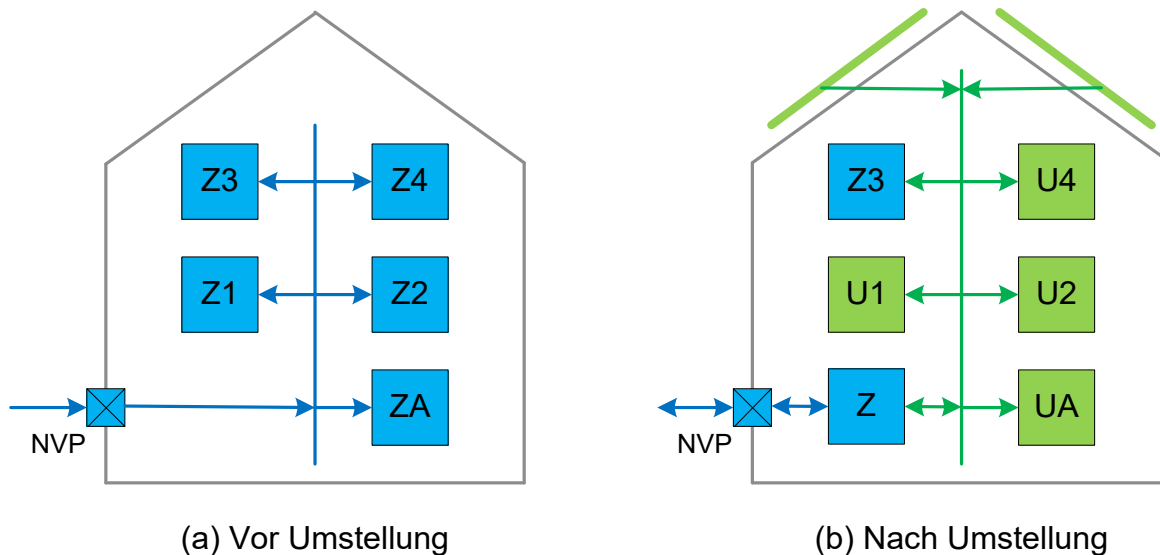 Z3 Z4
Z1 Z2
ZA
NVP
(a) Vor Umstellung
Z3 U4
U1 U2
Z UA
NVP
(b) Nach Umstellung